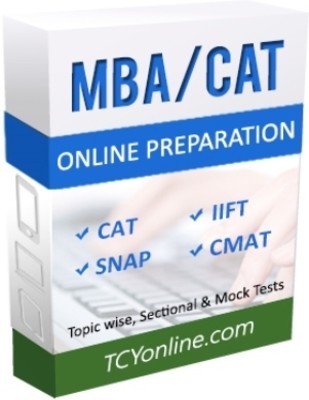 MBA/CAT
ONLINE PREPARATION
CAT
IIFT
SNAP
CMAT
Topic wise, Sectional & Mock Tests
TCYonline.com